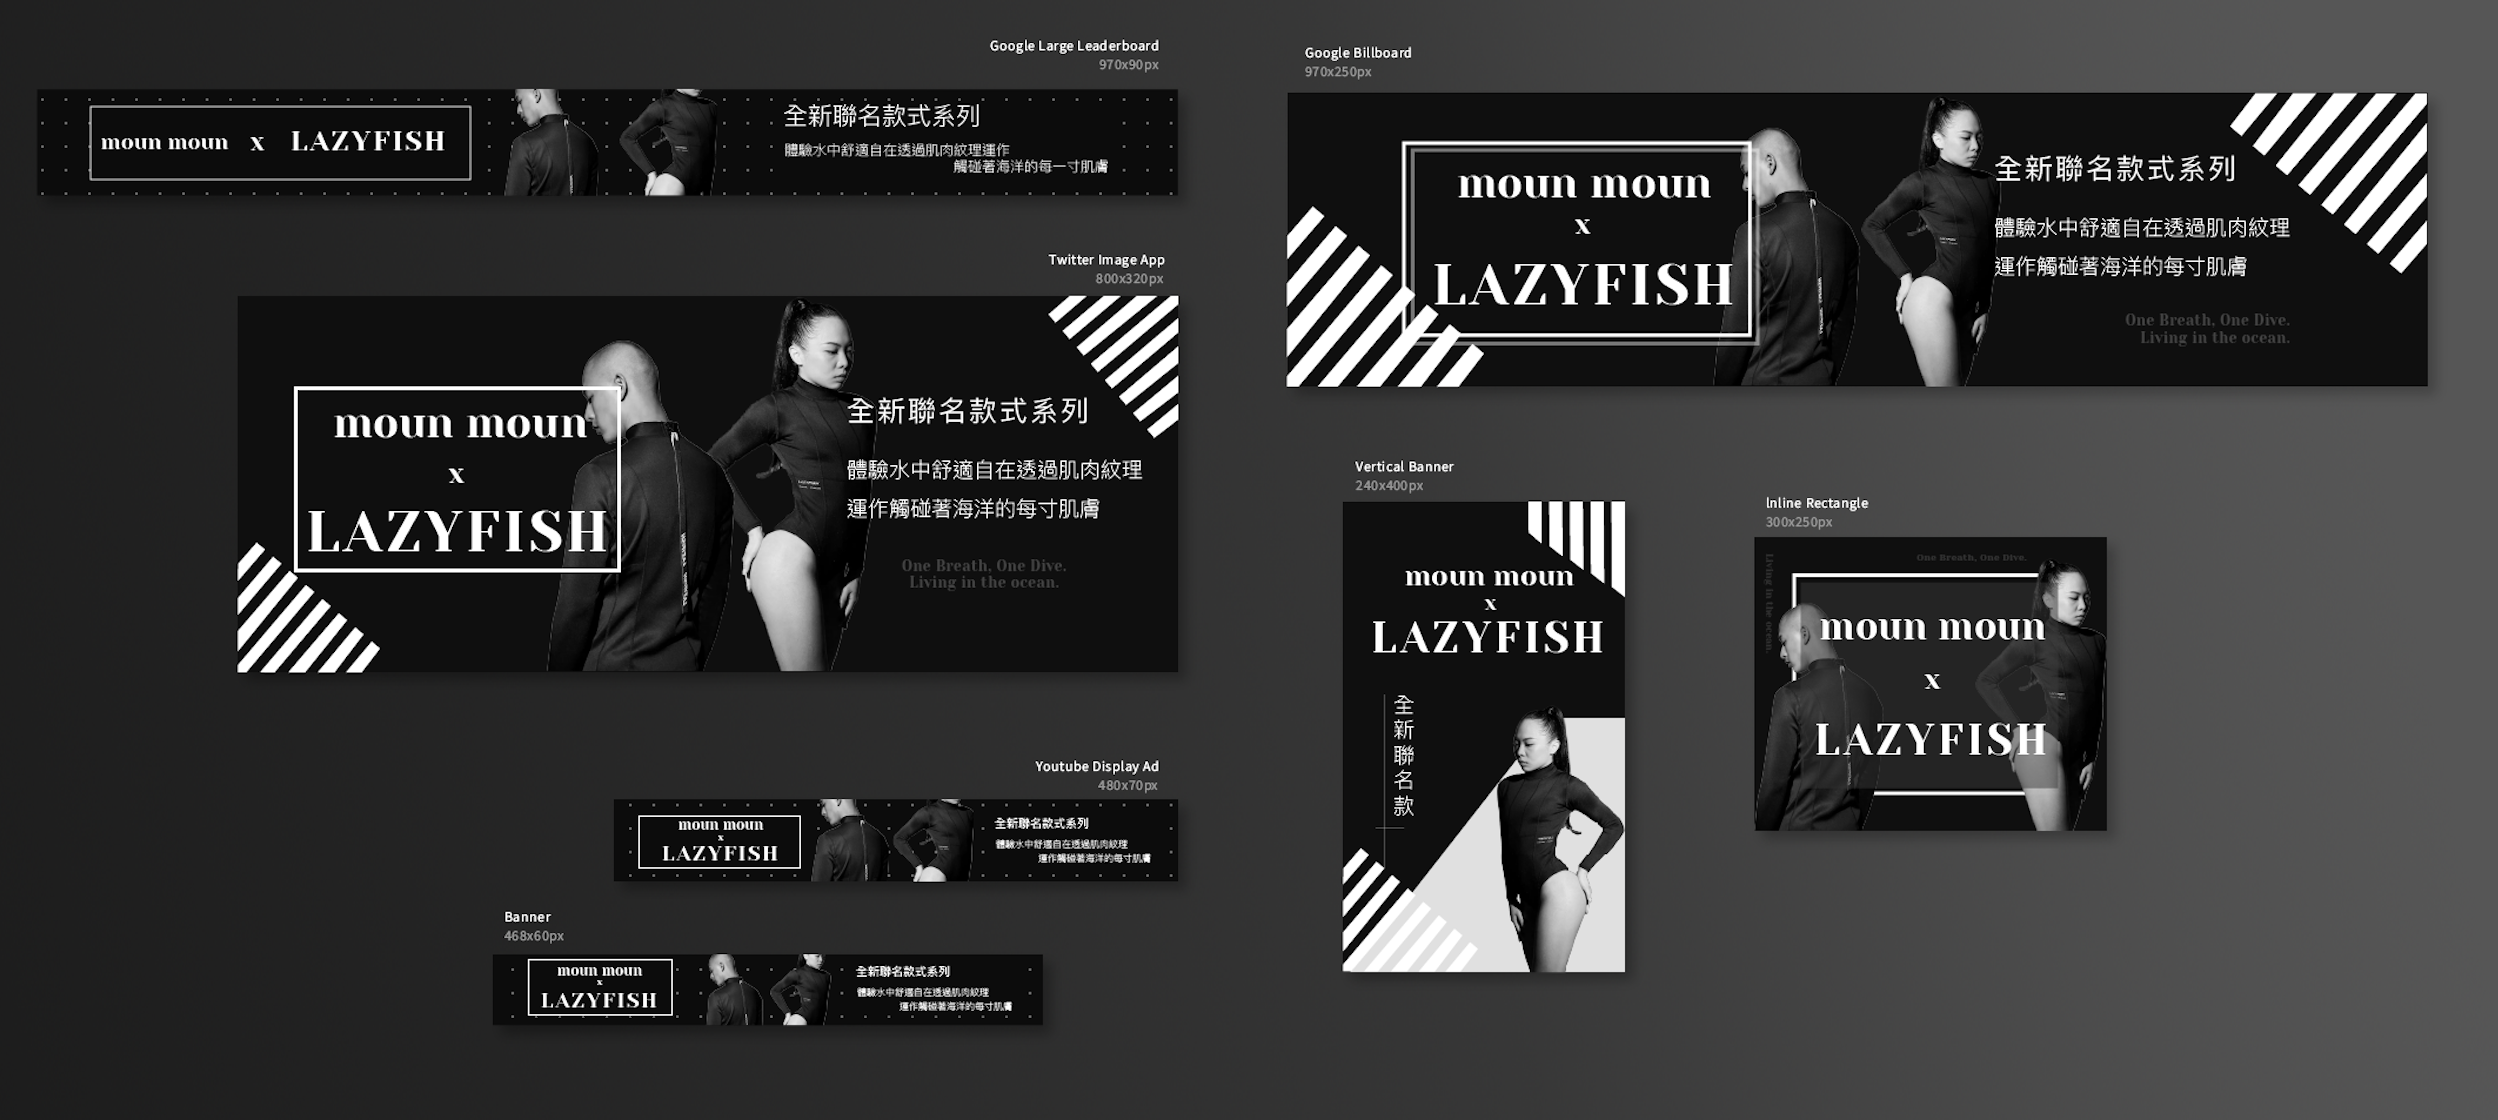 Google Large Leaderboard
970x90px
moun moun x LAZYFISH
全新聯名款式系列
體驗水中舒適自在透過肌肉紋理運作
觸碰著海洋的每一寸肌膚
Google Billboard
970x250px
moun moun
x
LAZYFISH
全新聯名款式系列
體驗水中舒適自在透過肌肉紋理
運作觸碰著海洋的每寸肌膚
One Breath, One Dive.
Living in the ocean.
Twitter Image App
800x320px
moun moun
x
LAZYFISH
全新聯名款式系列
體驗水中舒適自在透過肌肉紋理
運作觸碰著海洋的每寸肌膚
One Breath, One Dive.
Living in the ocean.
Vertical Banner
240x400px
moun moun
x
LAZYFISH
全新聯名款
Inline Rectangle
300x250px
One Breath, One Dive.
Living in the ocean.
moun moun
x
LAZYFISH
Youtube Display Ad
480x70px
moun moun
x
LAZYFISH
全新聯名款式系列
體驗水中舒適自在透過肌肉紋理
運作觸碰著海洋的每寸肌膚
Banner
468x60px
moun moun
x
LAZYFISH
全新聯名款式系列
體驗水中舒適自在透過肌肉紋理
運作觸碰著海洋的每寸肌膚